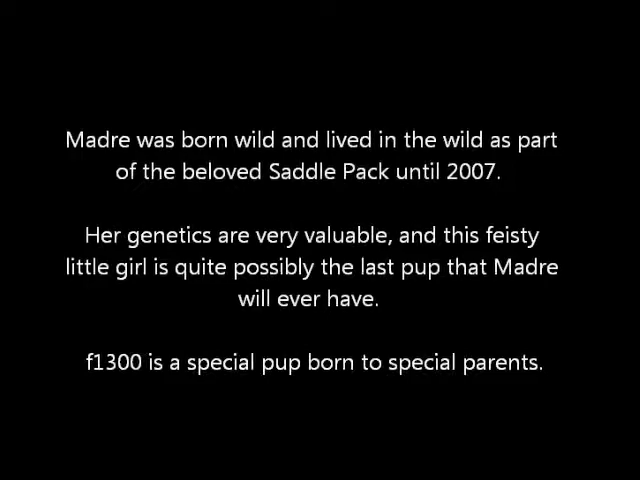 Madre was born wild and lived in the wild as part
of the beloved Saddle Pack until 2007.
Her genetics are very valuable, and this feisty
little girl is quite possibly the last pup that Madre
will ever have.
f1300 is a special pup born to special parents.